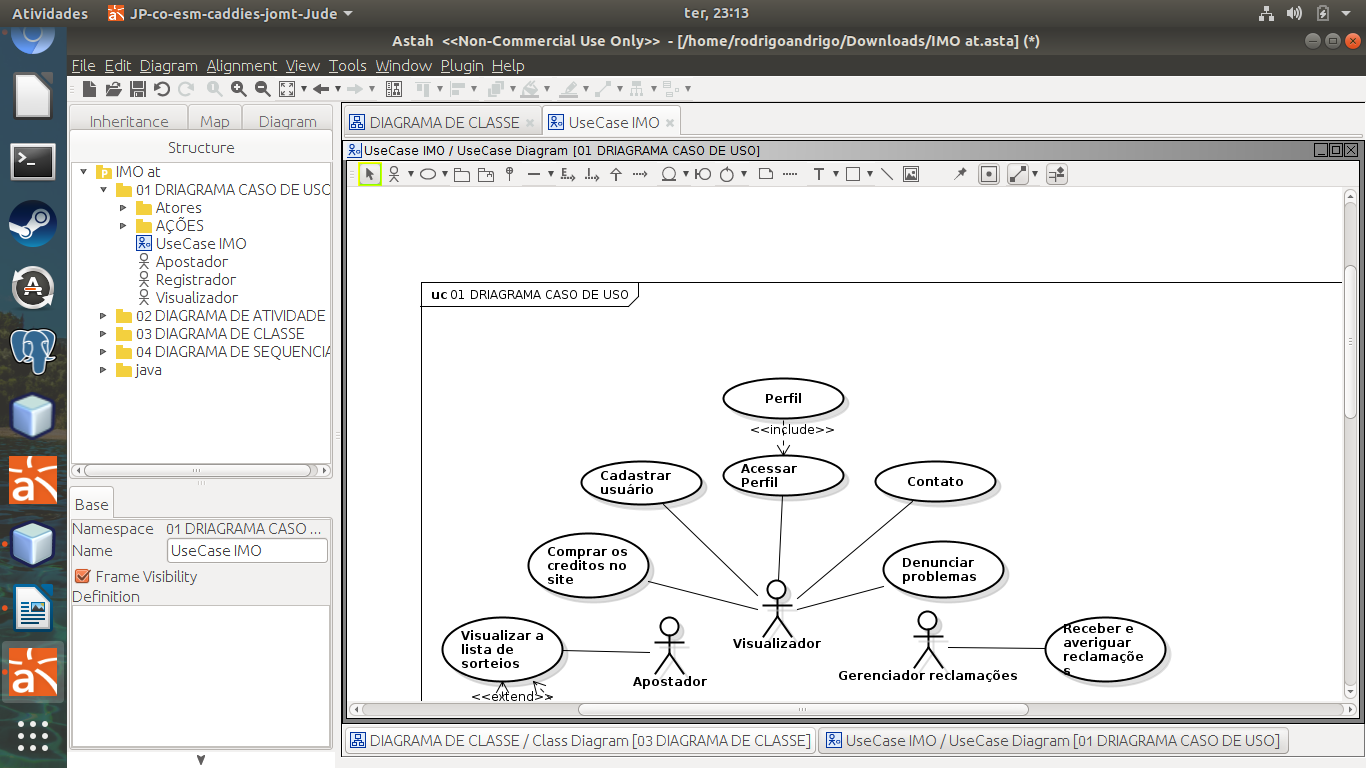 Atividades
JP-co-esm-caddies-jomt-Jude
ter, 23:13
Astah <<Non-Commercial Use Only>> - [/home/rodrigoandrigo/Downloads/IMO at.asta] (*)
File Edit Diagram Alignment View Tools Window Plugin Help
Inheritance Map Diagram
Structure
IMO at
01 DRIAGRAMA CASO DE USO
Atores
AÇÕES
UseCase IMO
Apostador
Registrador
Visualizador
02 DIAGRAMA DE ATIVIDADE
03 DIAGRAMA DE CLASSE
04 DIAGRAMA DE SEQUENCIA
java
Base
Namespace 01 DRIAGRAMA CASO ...
Name UseCase IMO
Frame Visibility
Definition
DIAGRAMA DE CLASSE
UseCase IMO
UseCase IMO / UseCase Diagram [01 DRIAGRAMA CASO DE USO]
uc 01 DRIAGRAMA CASO DE USO
Perfil
<<include>>
Acessar
Perfil
Cadastrar
usuário
Contato
Comprar os
creditos no
site
Denunciar
problemas
Visualizador
Visualizar a
lista de
sorteios
Apostador
Gerenciador reclamações
Receber e
averiguar
reclamaçõe
s
<<extend>>
DIAGRAMA DE CLASSE / Class Diagram [03 DIAGRAMA DE CLASSE]
UseCase IMO / UseCase Diagram [01 DRIAGRAMA CASO DE USO]